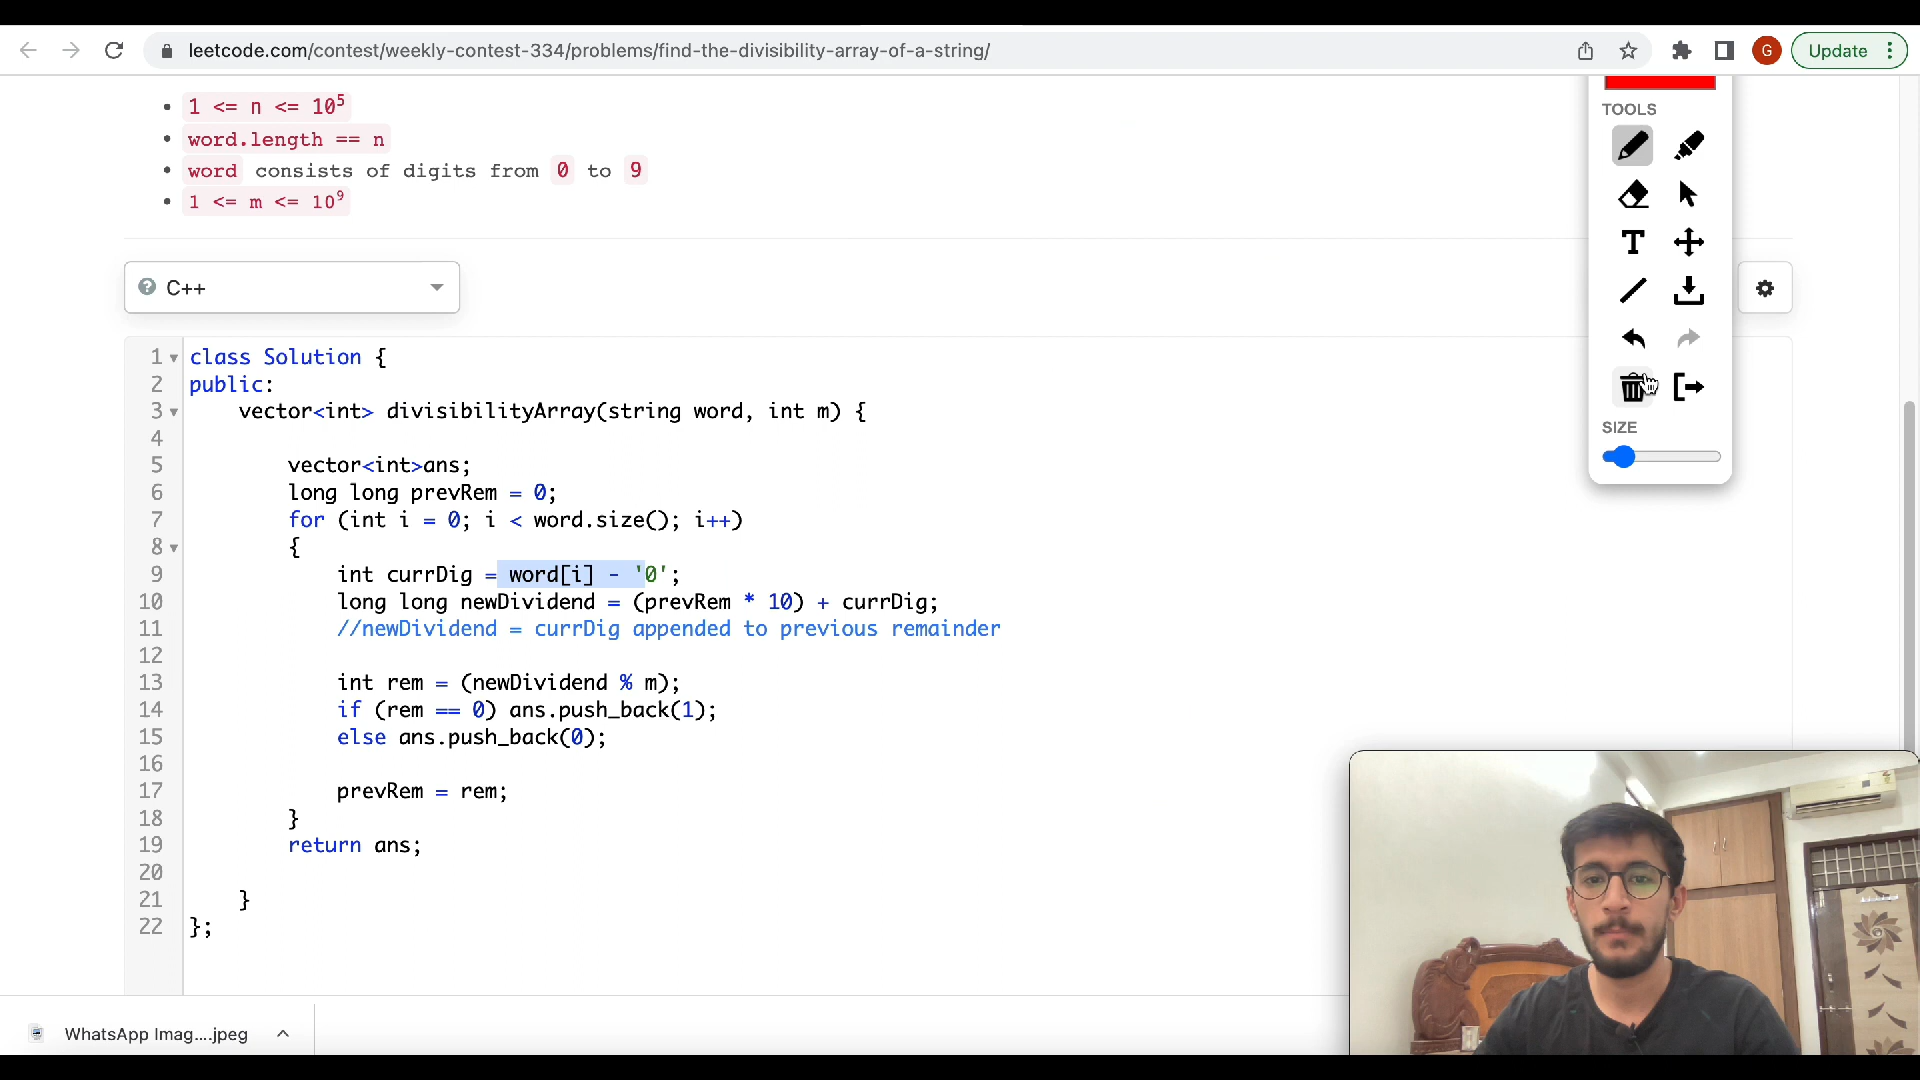 leetcode.com/contest/weekly-contest-334/problems/find-the-divisibility-array-of-a-string/
G
Update
1 <= n <= 10⁵
word.length == n
word consists of digits from 0 to 9
1 <= m <= 10⁹
TOOLS
T
SIZE
? C++
1 class Solution {
2 public:
3 vector<int> divisibilityArray(string word, int m) {
4
5 vector<int>ans;
6 long long prevRem = 0;
7 for (int i = 0; i < word.size(); i++)
8 {
9 int currDig = word[i] - '0';
10 long long newDividend = (prevRem * 10) + currDig;
11 //newDividend = currDig appended to previous remainder
12
13 int rem = (newDividend % m);
14 if (rem == 0) ans.push_back(1);
15 else ans.push_back(0);
16
17 prevRem = rem;
18 }
19 return ans;
20
21 }
22 };
WhatsApp Imag....jpeg